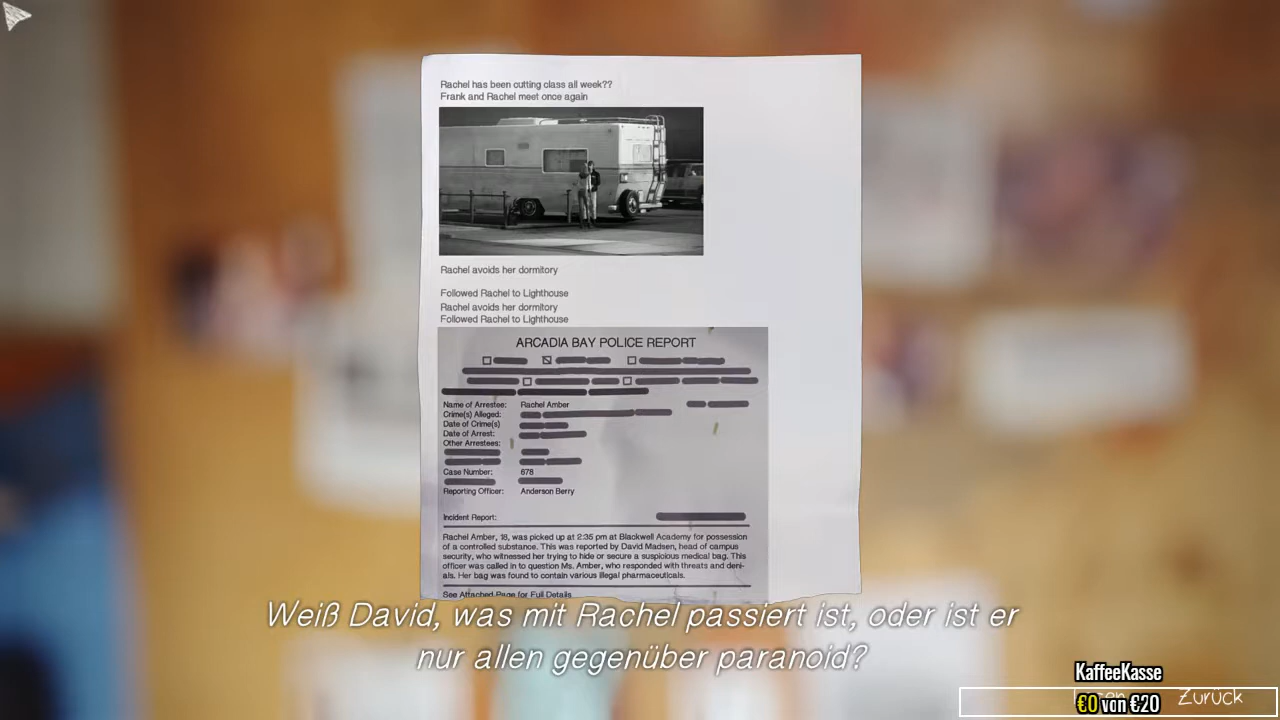 Rachel has been cutting class all week??
Frank and Rachel meet once again
Rachel avoids her dormitory
Followed Rachel to Lighthouse
Rachel avoids her dormitory
Followed Rachel to Lighthouse
ARCADIA BAY POLICE REPORT
Name of Arrestee: Rachel Amber
Crime(s) Alleged:
Date of Crime(s)
Date of Arrest:
Other Arrestees:
Case Number: 678
Reporting Officer: Anderson Berry
Incident Report:
Rachel Amber, 18, was picked up at 2:35 pm at Blackwell Academy for possession
of a controlled substance. This was reported by David Madsen, head of campus
security, who witnessed her trying to hide or secure a suspicious medical bag. This
officer was called in to question Ms. Amber, who responded with threats and deni-
als. Her bag was found to contain various illegal pharmaceuticals.
See Attached Page for Full Details
Weiß David, was mit Rachel passiert ist, oder ist er
nur allen gegenüber paranoid?
KaffeeKasse
Zurück
€0 von €20